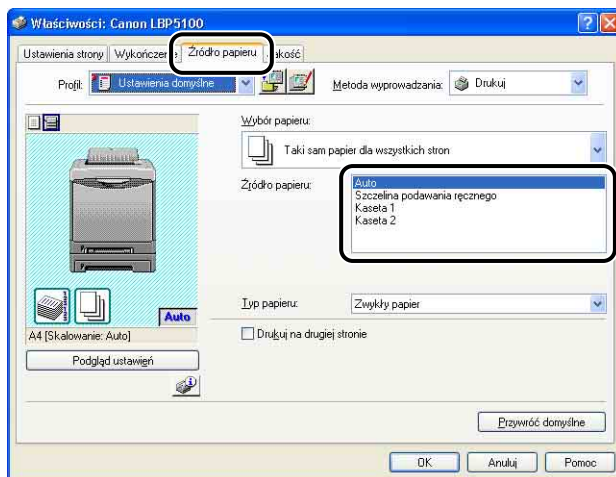 Właściwości: Canon LBP5100
Ustawienia strony Wykończenie Źródło papieru Jakość
Profil: Ustawienia domyślne Metoda wyprowadzania: Drukuj
Wybór papieru:
Taki sam papier dla wszystkich stron
Źródło papieru:
Auto
Szczelina podawania ręcznego
Kaseta 1
Kaseta 2
Auto
Typ papieru: Zwykły papier
A4 [Skalowanie: Auto]
Drukuj na drugiej stronie
Podgląd ustawień
Przywróć domyślne
OK Anuluj Pomoc